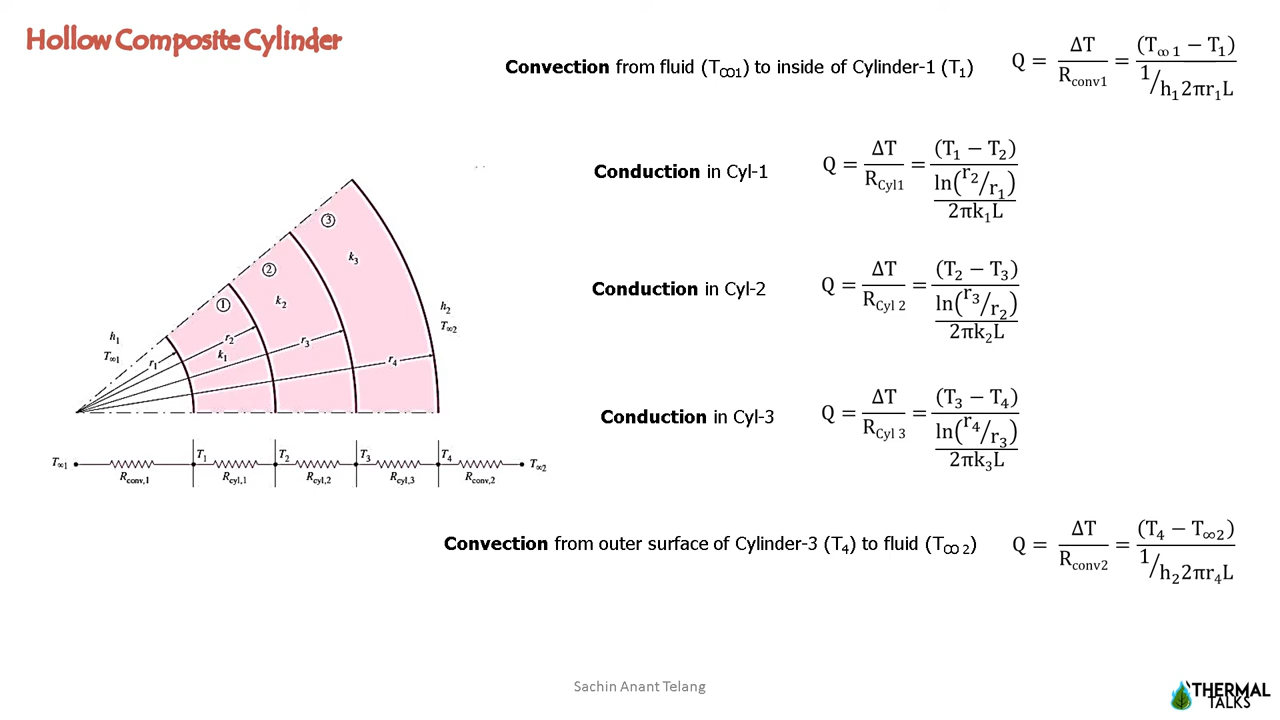 Hollow Composite Cylinder
Convection from fluid (T∞1) to inside of Cylinder-1 (T1) Q = ΔT/Rconv1 = (T∞1 − T1)/(1/h1 2πr1L)
Conduction in Cyl-1 Q = ΔT/RCyl1 = (T1 − T2)/(ln(r2/r1)/2πk1L)
Conduction in Cyl-2 Q = ΔT/RCyl 2 = (T2 − T3)/(ln(r3/r2)/2πk2L)
Conduction in Cyl-3 Q = ΔT/RCyl 3 = (T3 − T4)/(ln(r4/r3)/2πk3L)
Convection from outer surface of Cylinder-3 (T4) to fluid (T∞2) Q = ΔT/Rconv2 = (T4 − T∞2)/(1/h2 2πr4L)
③
k3
②
k2
①
k1
h1
T∞1
h2
T∞2
r1
r2
r3
r4
T∞1 T1 T2 T3 T4 T∞2
Rconv,1 Rcyl,1 Rcyl,2 Rcyl,3 Rconv,2
Sachin Anant Telang
THERMAL
TALKS